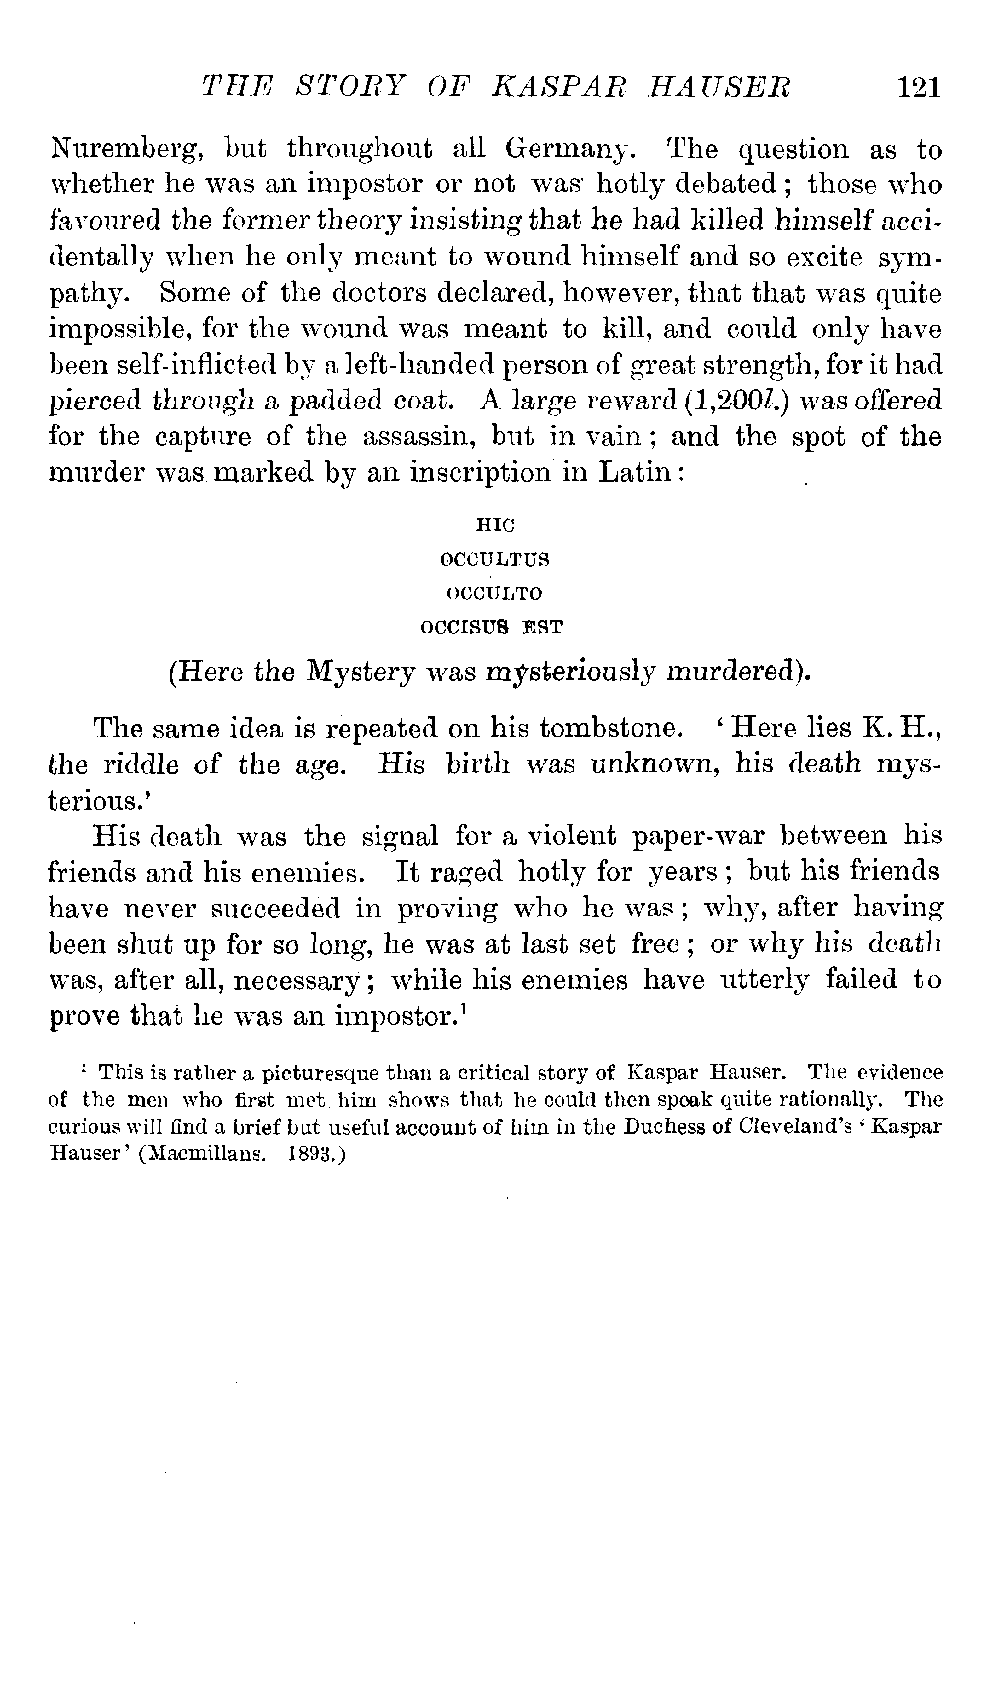 THE STORY OF KASPAR HAUSER 121
Nuremberg, but throughout all Germany. The question as to
whether he was an impostor or not was hotly debated ; those who
favoured the former theory insisting that he had killed himself acci-
dentally when he only meant to wound himself and so excite sym-
pathy. Some of the doctors declared, however, that that was quite
impossible, for the wound was meant to kill, and could only have
been self-inflicted by a left-handed person of great strength, for it had
pierced through a padded coat. A large reward (1,200l.) was offered
for the capture of the assassin, but in vain ; and the spot of the
murder was marked by an inscription in Latin :
HIC
OCCULTUS
OCCULTO
OCCISUS EST
(Here the Mystery was mysteriously murdered).
The same idea is repeated on his tombstone. ‘ Here lies K. H.,
the riddle of the age. His birth was unknown, his death mys-
terious.’
His death was the signal for a violent paper-war between his
friends and his enemies. It raged hotly for years ; but his friends
have never succeeded in proving who he was ; why, after having
been shut up for so long, he was at last set free ; or why his death
was, after all, necessary ; while his enemies have utterly failed to
prove that he was an impostor.¹
¹ This is rather a picturesque than a critical story of Kaspar Hauser. The evidence
of the men who first met him shows that he could then speak quite rationally. The
curious will find a brief but useful account of him in the Duchess of Cleveland’s ‘ Kaspar
Hauser’ (Macmillans. 1893.)